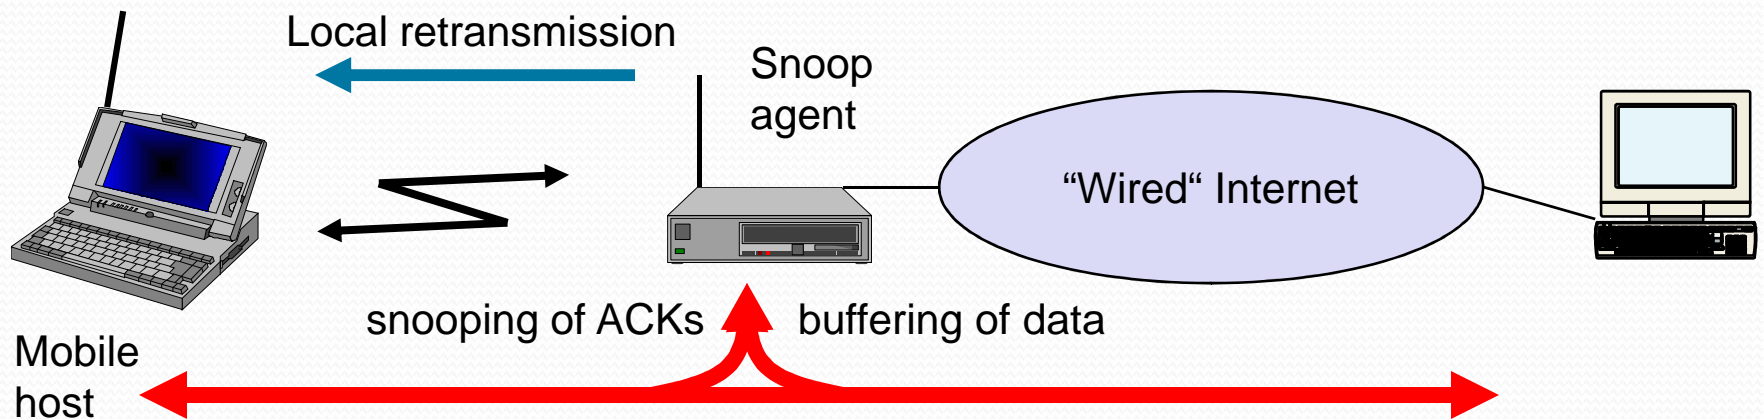 Local retransmission
Snoop
agent
“Wired“ Internet
snooping of ACKs
buffering of data
Mobile
host